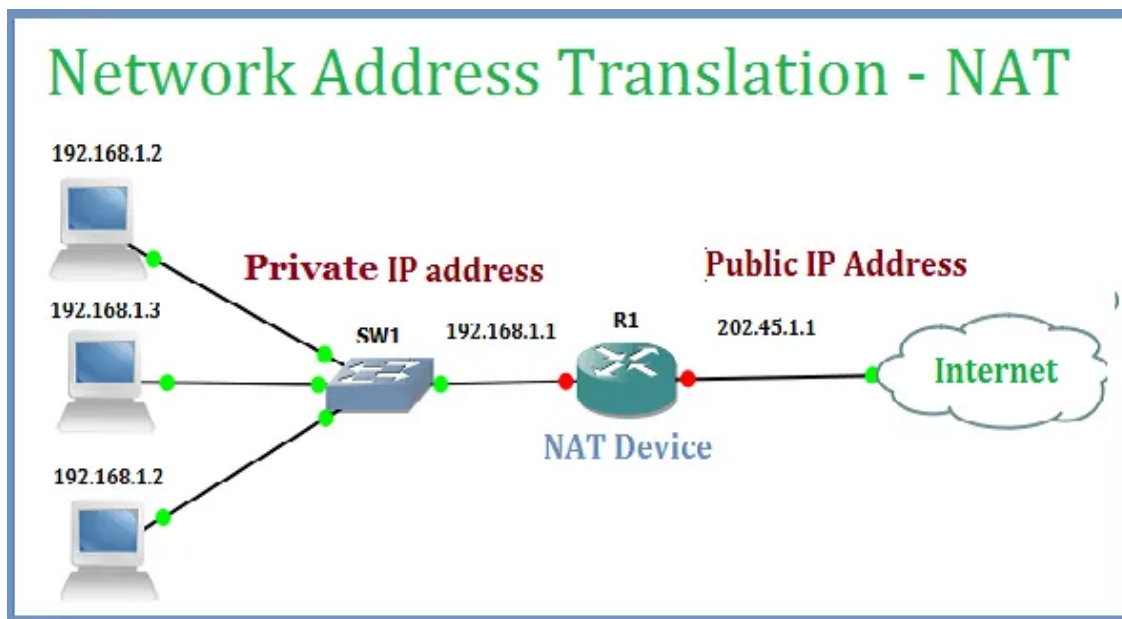 Network Address Translation - NAT
192.168.1.2
Private IP address
Public IP Address
192.168.1.3
SW1
192.168.1.1
R1
202.45.1.1
Internet
NAT Device
192.168.1.2